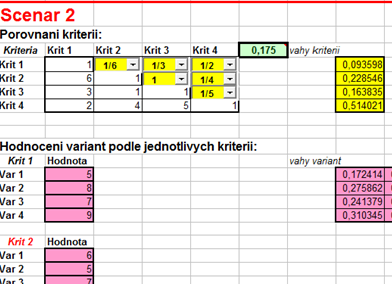 Scenar 2
Porovnani kriterii:
Kriteria Krit 1 Krit 2 Krit 3 Krit 4 0,175 vahy kriterii
Krit 1 1 1/6 1/3 1/2 0,093598
Krit 2 6 1 1 1/4 0,228546
Krit 3 3 1 1 1/5 0,163835
Krit 4 2 4 5 1 0,514021
Hodnoceni variant podle jednotlivych kriterii:
Krit 1 Hodnota vahy variant
Var 1 5 0,172414
Var 2 8 0,275862
Var 3 7 0,241379
Var 4 9 0,310345
Krit 2 Hodnota
Var 1 6
Var 2 5
Var 3 7